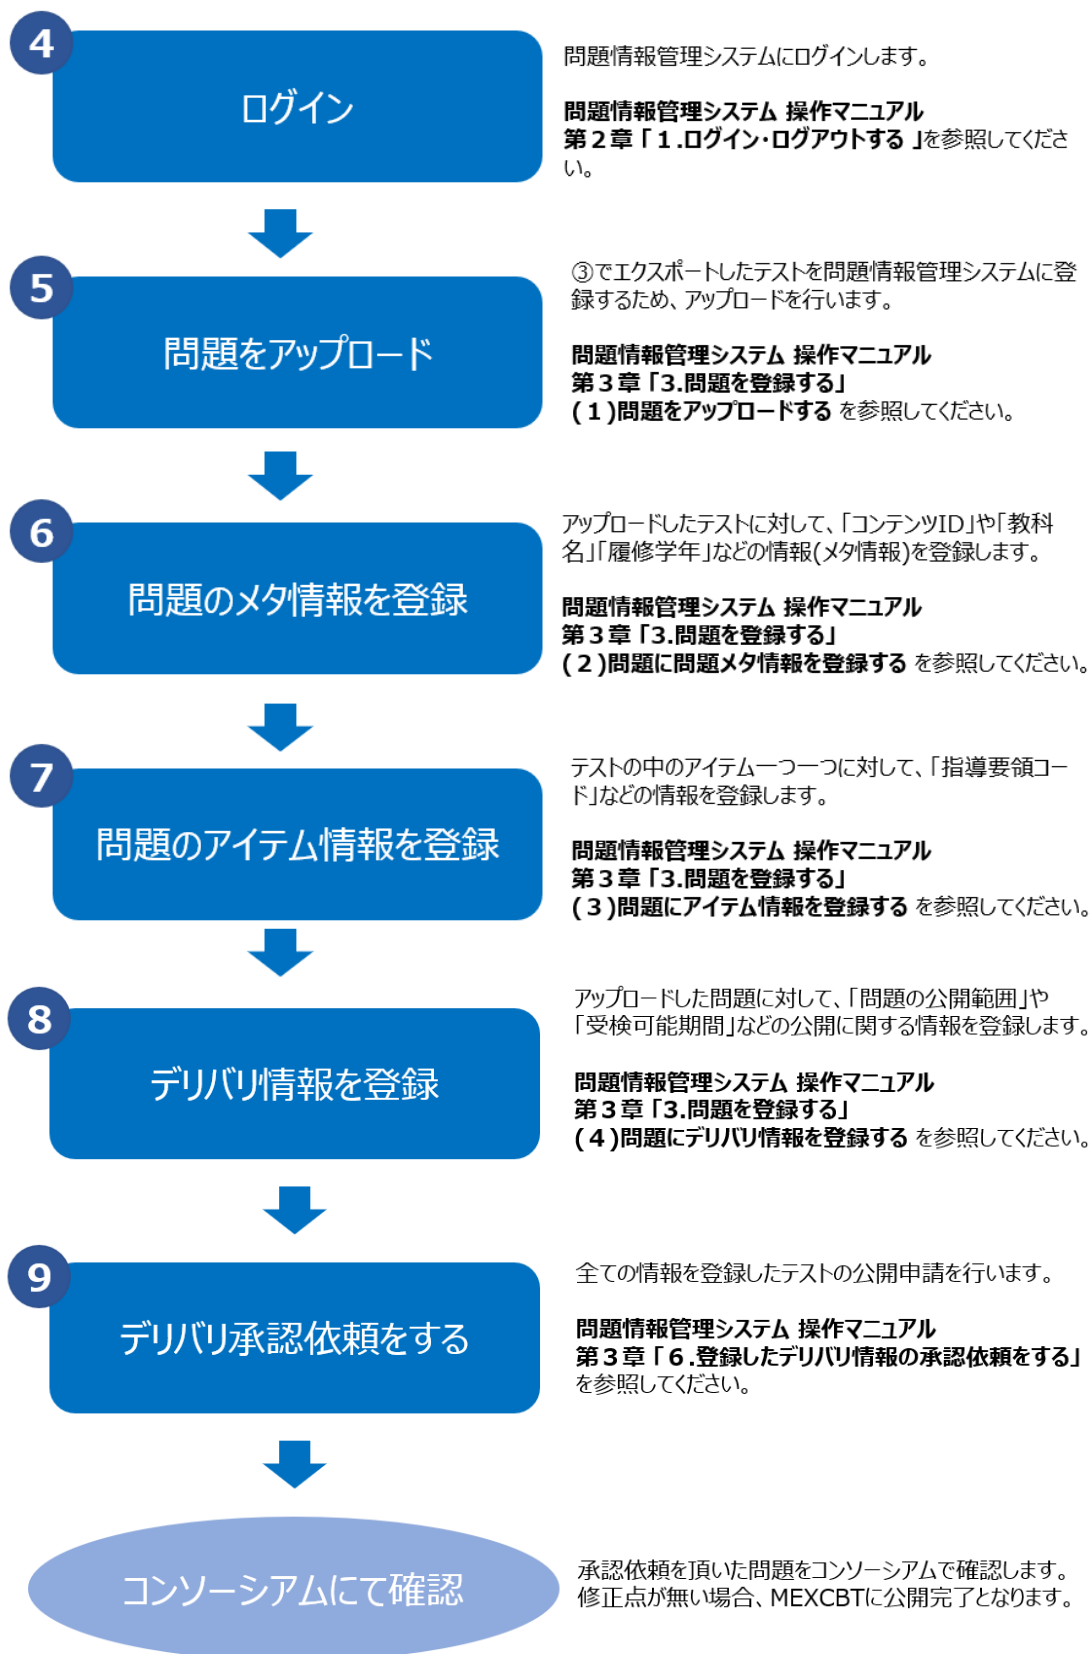 4
ログイン
問題情報管理システムにログインします。
問題情報管理システム 操作マニュアル
第2章「1.ログイン・ログアウトする 」を参照してくださ
い。
5
問題をアップロード
③でエクスポートしたテストを問題情報管理システムに登
録するため、アップロードを行います。
問題情報管理システム 操作マニュアル
第3章「3.問題を登録する」
(1)問題をアップロードする を参照してください。
6
問題のメタ情報を登録
アップロードしたテストに対して、「コンテンツID」や「教科
名」「履修学年」などの情報(メタ情報)を登録します。
問題情報管理システム 操作マニュアル
第3章「3.問題を登録する」
(2)問題に問題メタ情報を登録する を参照してください。
7
問題のアイテム情報を登録
テストの中のアイテム一つ一つに対して、「指導要領コー
ド」などの情報を登録します。
問題情報管理システム 操作マニュアル
第3章「3.問題を登録する」
(3)問題にアイテム情報を登録する を参照してください。
8
デリバリ情報を登録
アップロードした問題に対して、「問題の公開範囲」や
「受検可能期間」などの公開に関する情報を登録します。
問題情報管理システム 操作マニュアル
第3章「3.問題を登録する」
(4)問題にデリバリ情報を登録する を参照してください。
9
デリバリ承認依頼をする
全ての情報を登録したテストの公開申請を行います。
問題情報管理システム 操作マニュアル
第3章「6.登録したデリバリ情報の承認依頼をする」
を参照してください。
コンソーシアムにて確認
承認依頼を頂いた問題をコンソーシアムで確認します。
修正点が無い場合、MEXCBTに公開完了となります。